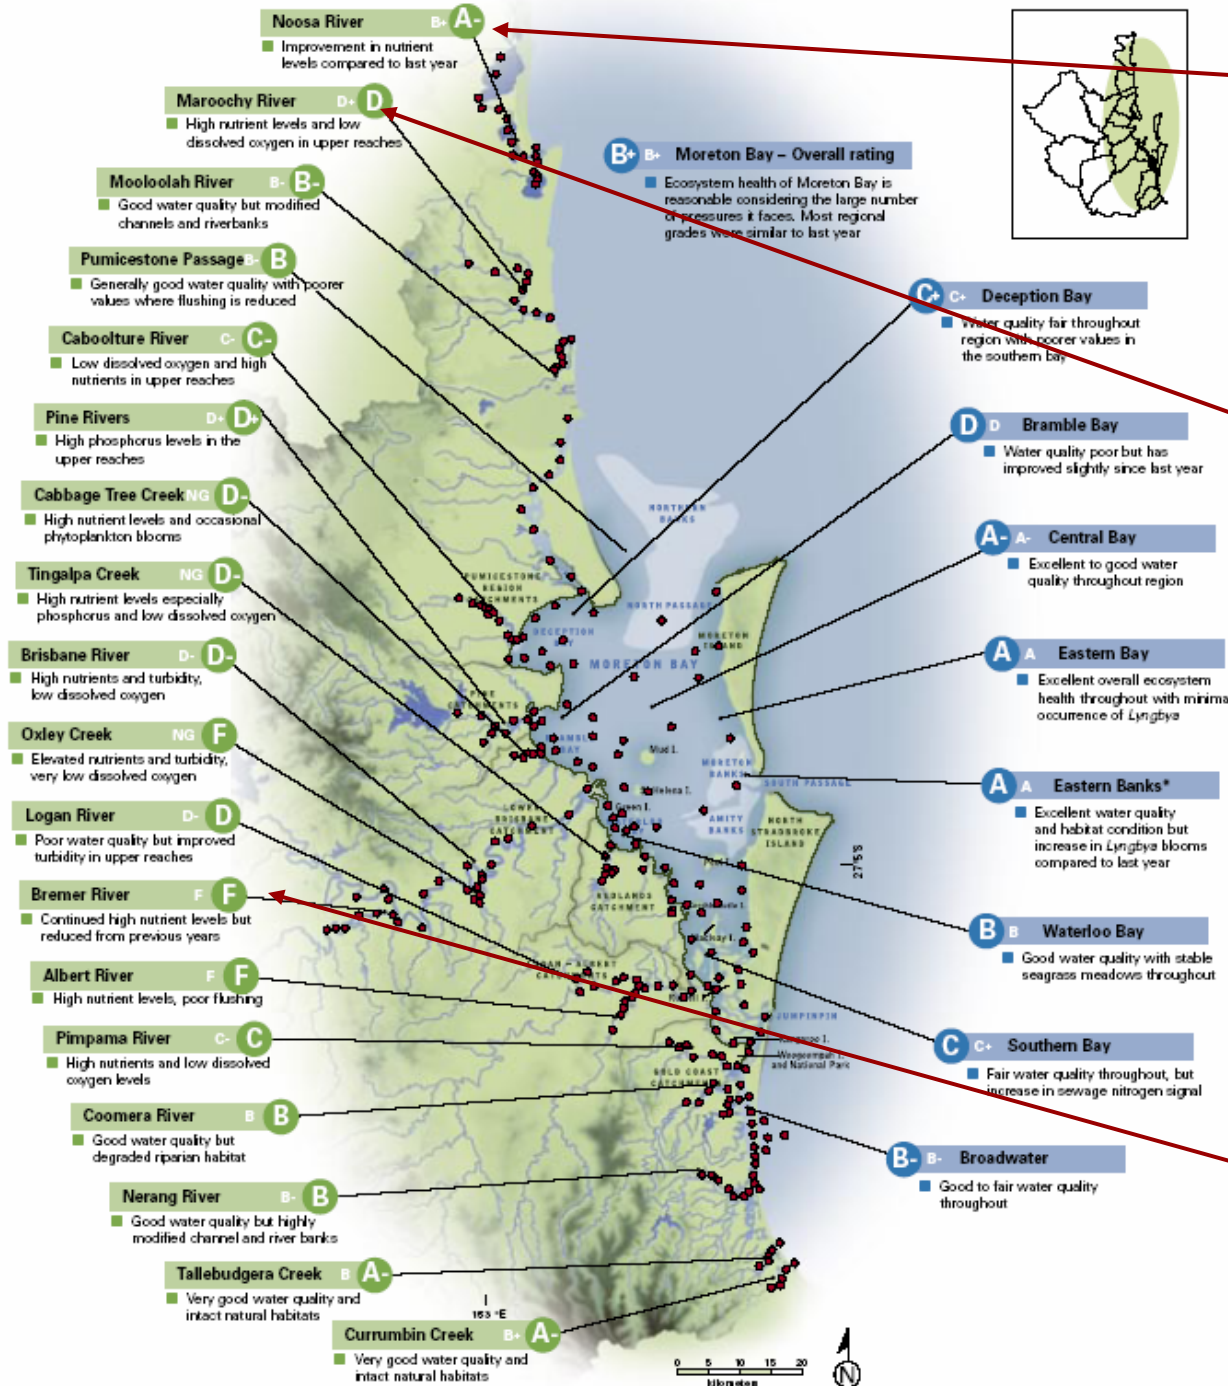 Noosa River B+ A-
Improvement in nutrient
levels compared to last year
Maroochy River D+ D
High nutrient levels and low
dissolved oxygen in upper reaches
Mooloolah River B- B-
Good water quality but modified
channels and riverbanks
Pumicestone Passage B- B
Generally good water quality with poorer
values where flushing is reduced
Caboolture River C- C-
Low dissolved oxygen and high
nutrients in upper reaches
Pine Rivers D+ D+
High phosphorus levels in the
upper reaches
Cabbage Tree Creek NG D-
High nutrient levels and occasional
phytoplankton blooms
Tingalpa Creek NG D-
High nutrient levels especially
phosphorus and low dissolved oxygen
Brisbane River D- D-
High nutrients and turbidity,
low dissolved oxygen
Oxley Creek NG F
Elevated nutrients and turbidity,
very low dissolved oxygen
Logan River D- D
Poor water quality but improved
turbidity in upper reaches
Bremer River F F
Continued high nutrient levels but
reduced from previous years
Albert River F F
High nutrient levels, poor flushing
Pimpama River C- C
High nutrients and low dissolved
oxygen levels
Coomera River B B
Good water quality but
degraded riparian habitat
Nerang River B- B
Good water quality but highly
modified channel and river banks
Tallebudgera Creek B A-
Very good water quality and
intact natural habitats
Currumbin Creek B+ A-
Very good water quality and
intact natural habitats
B+ B+ Moreton Bay – Overall rating
Ecosystem health of Moreton Bay is
reasonable considering the large number
of pressures it faces. Most regional
grades were similar to last year
C+ C+ Deception Bay
Water quality fair throughout
region with poorer values in
the southern bay
D D Bramble Bay
Water quality poor but has
improved slightly since last year
A- A- Central Bay
Excellent to good water
quality throughout region
A A Eastern Bay
Excellent overall ecosystem
health throughout with minima
occurrence of Lyngbya
A A Eastern Banks*
Excellent water quality
and habitat condition but
increase in Lyngbya blooms
compared to last year
B B Waterloo Bay
Good water quality with stable
seagrass meadows throughout
C C+ Southern Bay
Fair water quality throughout, but
increase in sewage nitrogen signal
B- B- Broadwater
Good to fair water quality
throughout
NORTHERN
BANKS
PUMICESTONE
REGION
CATCHMENTS
NORTH PASSAGE
DECEPTION
MORETON
ISLAND
MORETON BAY
PINE
CATCHMENTS
BAY
Mud I.
MORETON
BANKS
SOUTH PASSAGE
St Helena I.
Green I.
LOWER
BRISBANE
CATCHMENT
AMITY
BANKS
NORTH
STRADBROKE
ISLAND
27°5'S
REDLANDS
CATCHMENT
Macleay I.
CATCHMENTS
JUMPINPIN
and National Park
GOLD COAST
153 °E
0 5 10 15 20
kilometers
N